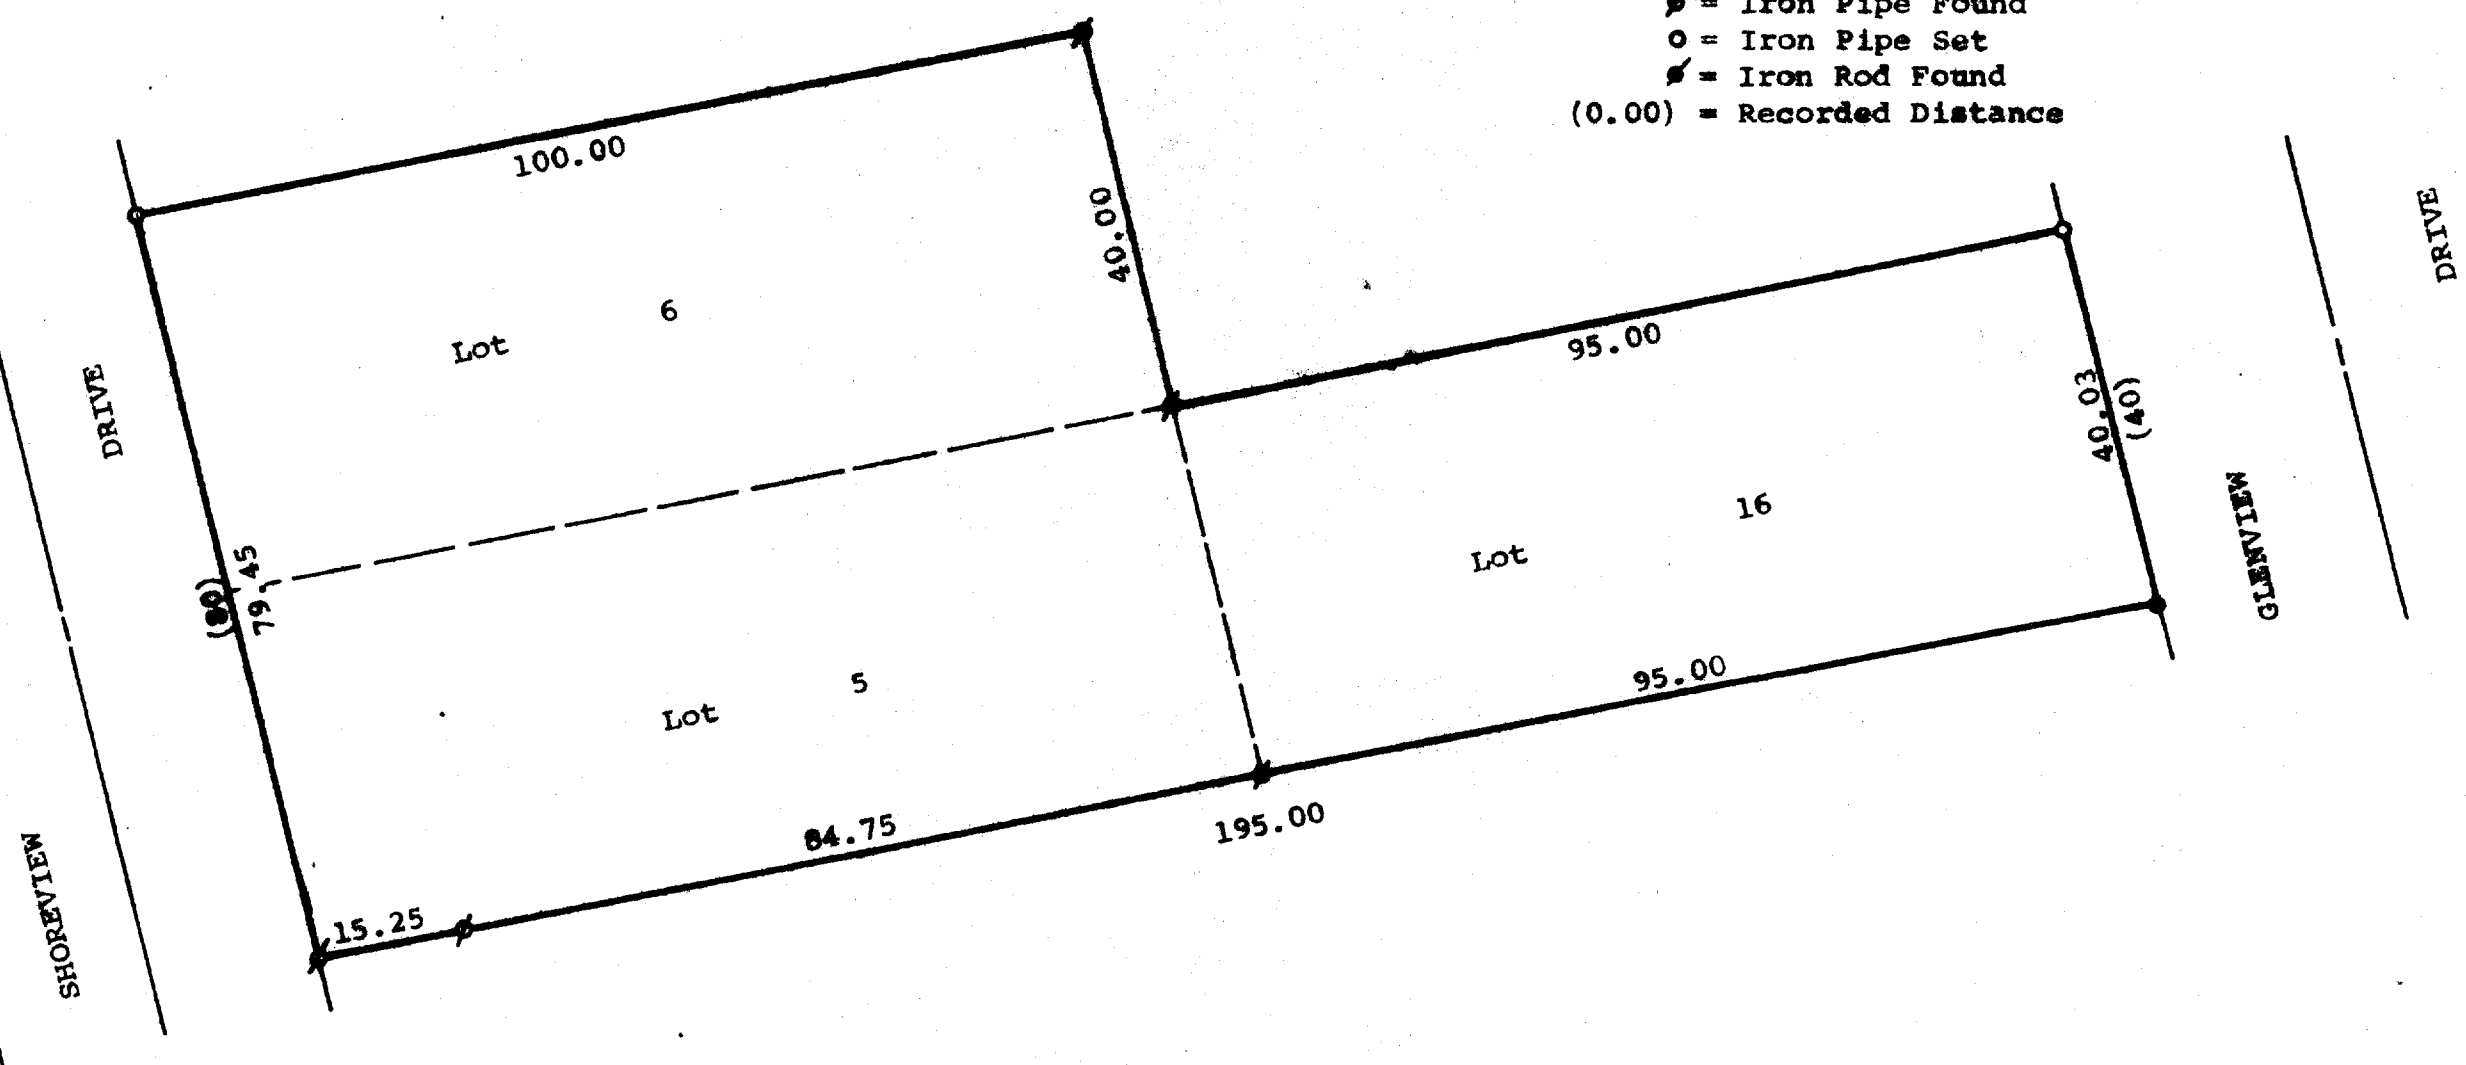 = Iron Pipe Found
= Iron Pipe Set
= Iron Rod Found
(0.00) = Recorded Distance
100.00
40.00
DRIVE
Lot 6
95.00
40.03
(40)
DRIVE
GLENVIEW
Lot 16
(80)
79.45
Lot 5
95.00
84.75
195.00
15.25
SHOREVIEW